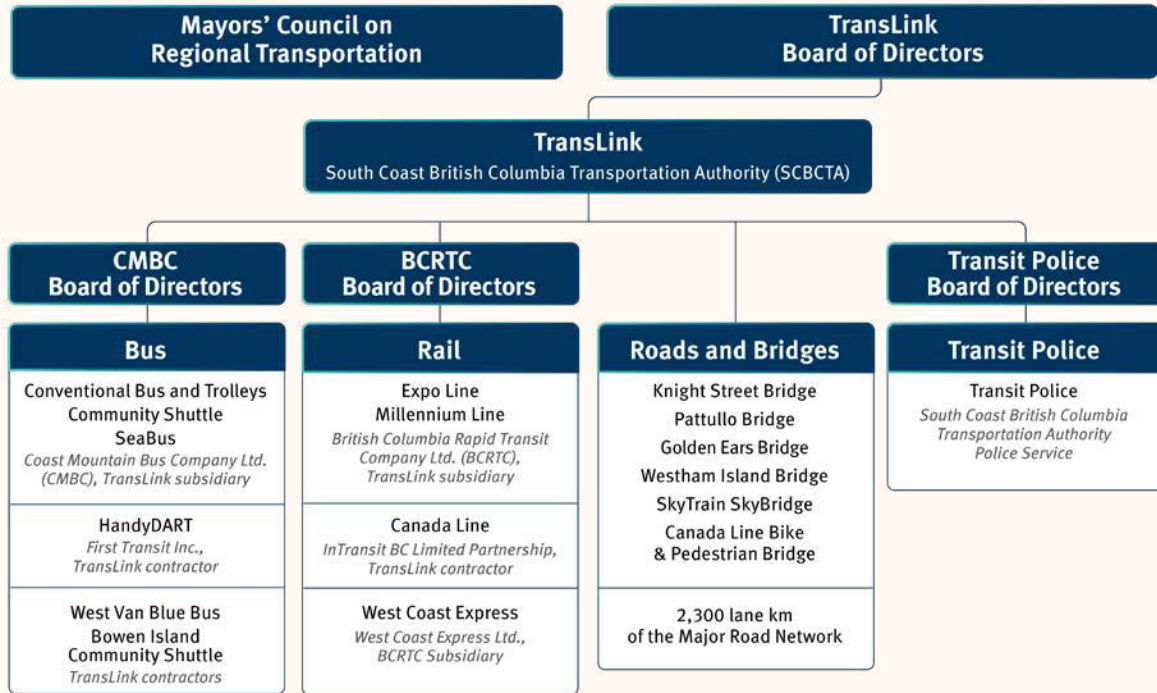 Mayors’ Council on
Regional Transportation
TransLink
Board of Directors
TransLink
South Coast British Columbia Transportation Authority (SCBCTA)
CMBC
Board of Directors
BCRTC
Board of Directors
Transit Police
Board of Directors
Bus
Conventional Bus and Trolleys
Community Shuttle
SeaBus
Coast Mountain Bus Company Ltd.
(CMBC), TransLink subsidiary
HandyDART
First Transit Inc.,
TransLink contractor
West Van Blue Bus
Bowen Island
Community Shuttle
TransLink contractors
Rail
Expo Line
Millennium Line
British Columbia Rapid Transit
Company Ltd. (BCRTC),
TransLink subsidiary
Canada Line
InTransit BC Limited Partnership,
TransLink contractor
West Coast Express
West Coast Express Ltd.,
BCRTC Subsidiary
Roads and Bridges
Knight Street Bridge
Pattullo Bridge
Golden Ears Bridge
Westham Island Bridge
SkyTrain SkyBridge
Canada Line Bike
& Pedestrian Bridge
2,300 lane km
of the Major Road Network
Transit Police
Transit Police
South Coast British Columbia
Transportation Authority
Police Service